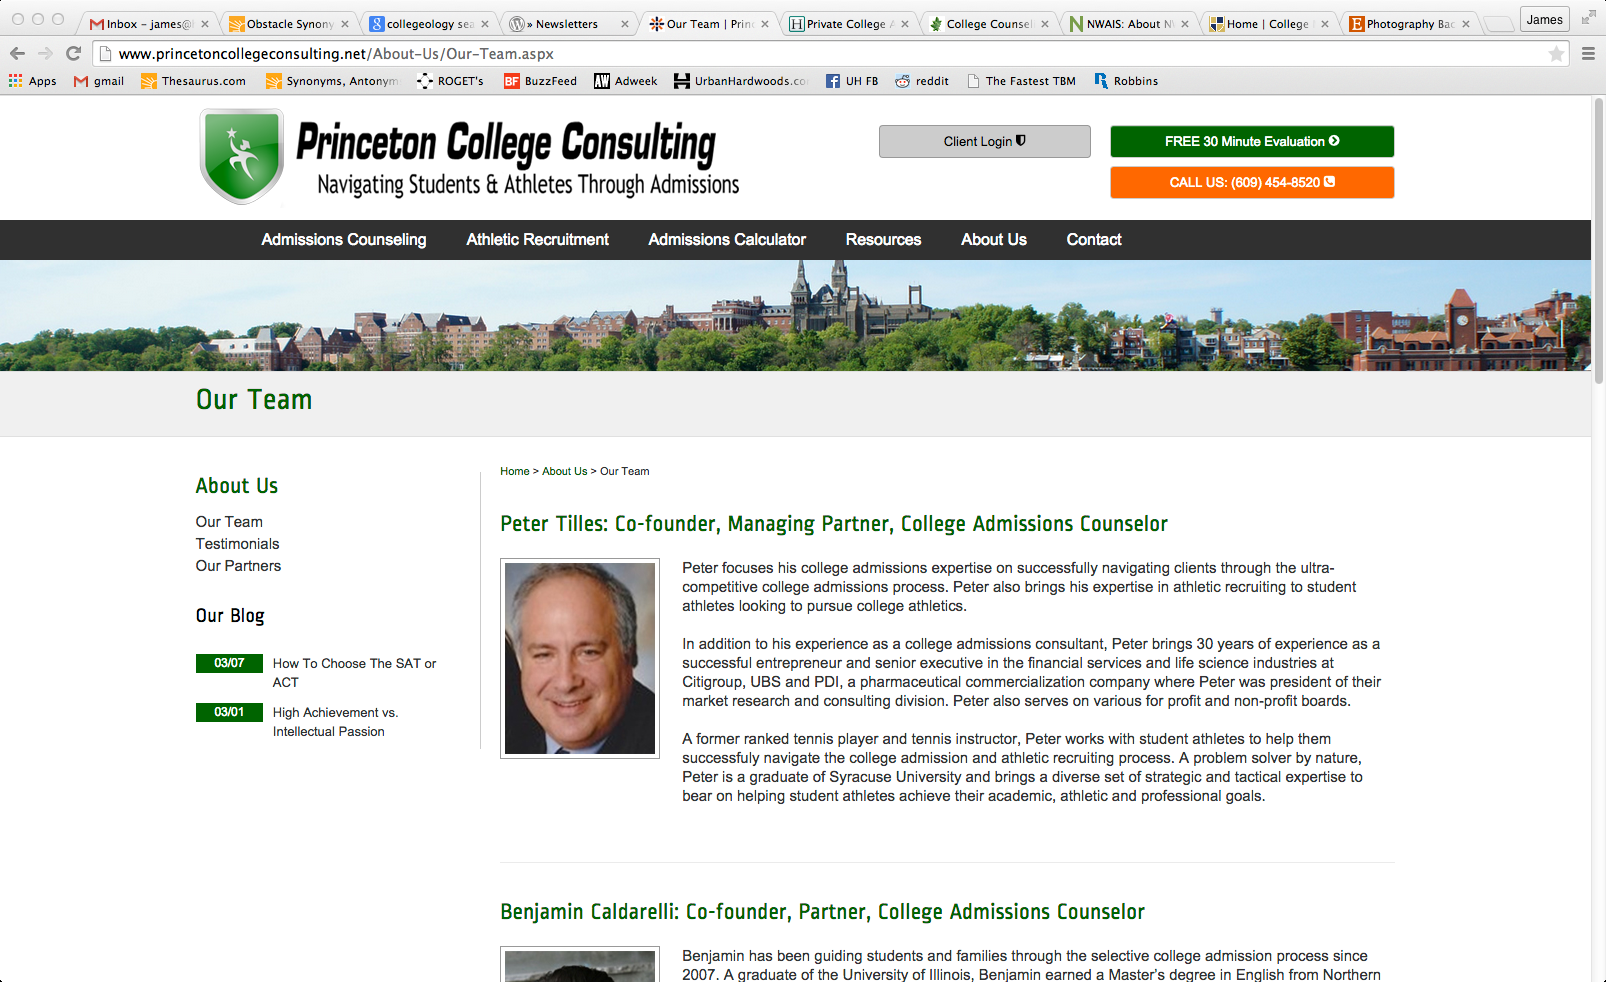 Inbox – james@
Obstacle Synony
collegeology sea
» Newsletters
Our Team | Princ
Private College A
College Counsel
NWAIS: About NW
Home | College
Photography Bac
James
www.princetoncollegeconsulting.net/About-Us/Our-Team.aspx
Apps
gmail
Thesaurus.com
Synonyms, Antonym
ROGET's
BF BuzzFeed
AW Adweek
UrbanHardwoods.co
UH FB
reddit
The Fastest TBM
Robbins
Princeton College Consulting
Navigating Students & Athletes Through Admissions
Client Login
FREE 30 Minute Evaluation
CALL US: (609) 454-8520
Admissions Counseling
Athletic Recruitment
Admissions Calculator
Resources
About Us
Contact
Our Team
About Us
Our Team
Testimonials
Our Partners
Our Blog
03/07 How To Choose The SAT or
ACT
03/01 High Achievement vs.
Intellectual Passion
Home > About Us > Our Team
Peter Tilles: Co-founder, Managing Partner, College Admissions Counselor
Peter focuses his college admissions expertise on successfully navigating clients through the ultra-
competitive college admissions process. Peter also brings his expertise in athletic recruiting to student
athletes looking to pursue college athletics.
In addition to his experience as a college admissions consultant, Peter brings 30 years of experience as a
successful entrepreneur and senior executive in the financial services and life science industries at
Citigroup, UBS and PDI, a pharmaceutical commercialization company where Peter was president of their
market research and consulting division. Peter also serves on various for profit and non-profit boards.
A former ranked tennis player and tennis instructor, Peter works with student athletes to help them
successfuly navigate the college admission and athletic recruiting process. A problem solver by nature,
Peter is a graduate of Syracuse University and brings a diverse set of strategic and tactical expertise to
bear on helping student athletes achieve their academic, athletic and professional goals.
Benjamin Caldarelli: Co-founder, Partner, College Admissions Counselor
Benjamin has been guiding students and families through the selective college admission process since
2007. A graduate of the University of Illinois, Benjamin earned a Master's degree in English from Northern